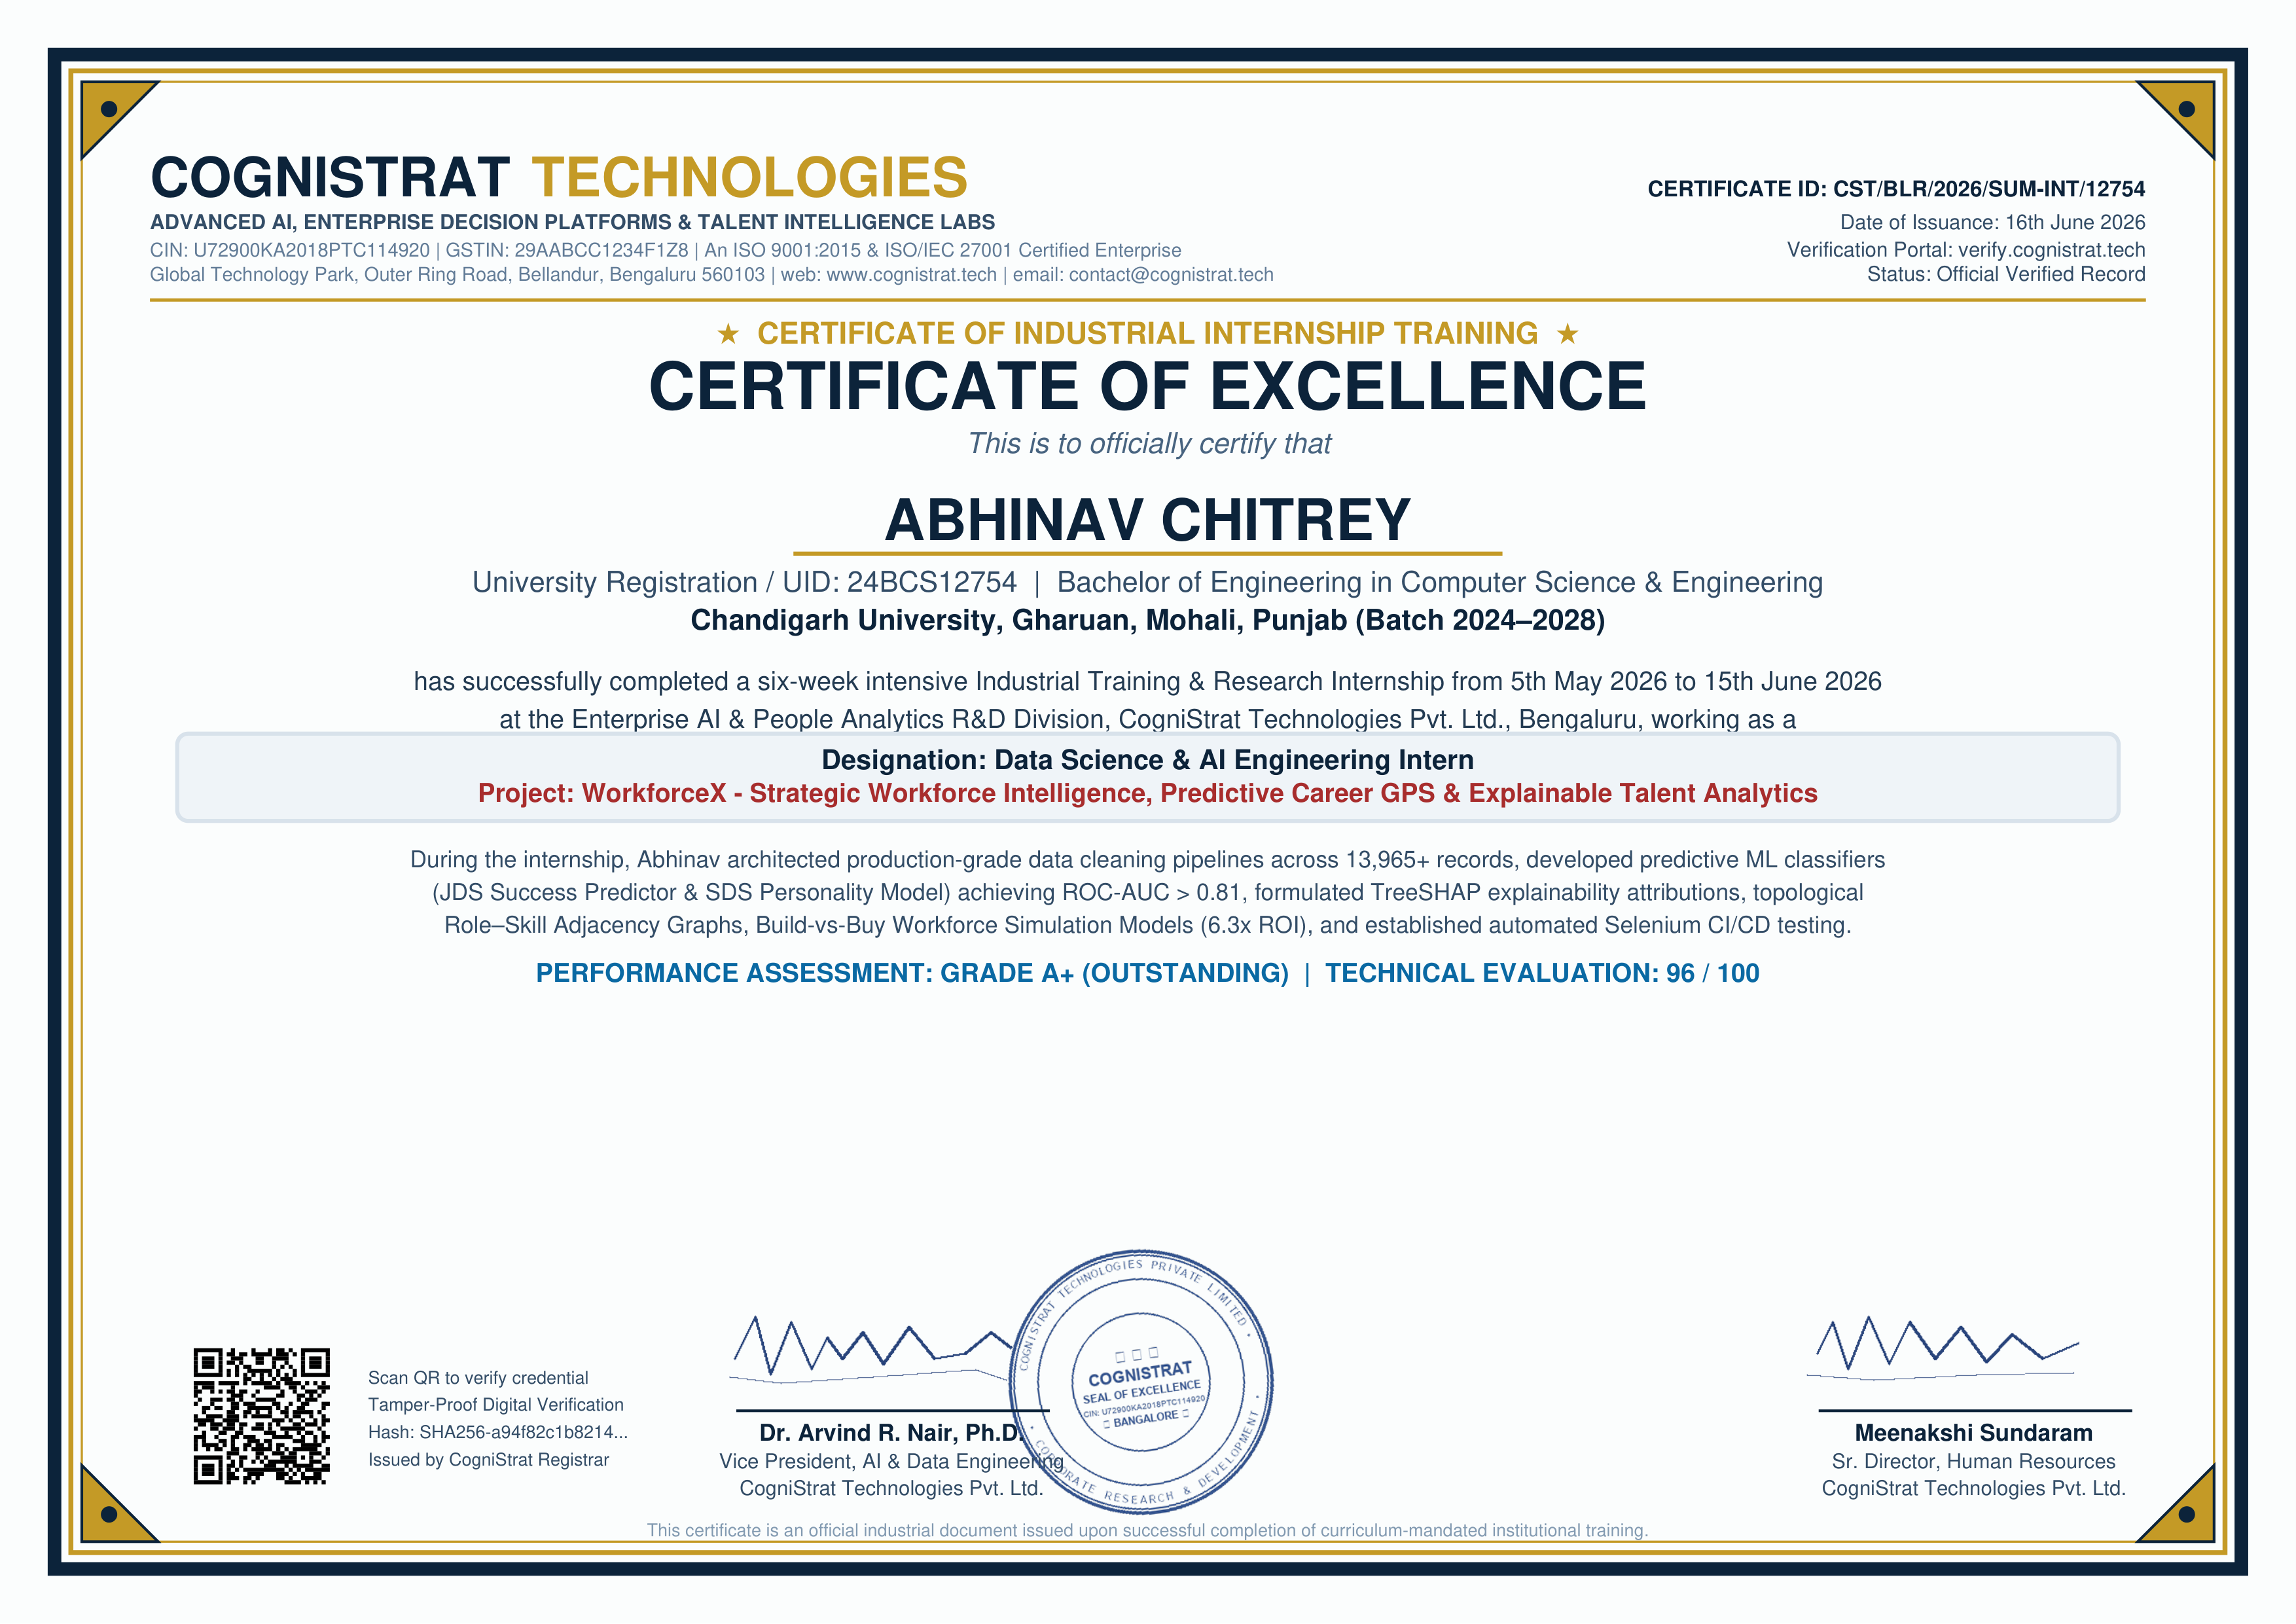 COGNISTRAT TECHNOLOGIES
ADVANCED AI, ENTERPRISE DECISION PLATFORMS & TALENT INTELLIGENCE LABS
CIN: U72900KA2018PTC114920 | GSTIN: 29AABCC1234F1Z8 | An ISO 9001:2015 & ISO/IEC 27001 Certified Enterprise
Global Technology Park, Outer Ring Road, Bellandur, Bengaluru 560103 | web: www.cognistrat.tech | email: contact@cognistrat.tech
CERTIFICATE ID: CST/BLR/2026/SUM-INT/12754
Date of Issuance: 16th June 2026
Verification Portal: verify.cognistrat.tech
Status: Official Verified Record
★ CERTIFICATE OF INDUSTRIAL INTERNSHIP TRAINING ★
CERTIFICATE OF EXCELLENCE
This is to officially certify that
ABHINAV CHITREY
University Registration / UID: 24BCS12754 | Bachelor of Engineering in Computer Science & Engineering
Chandigarh University, Gharuan, Mohali, Punjab (Batch 2024–2028)
has successfully completed a six-week intensive Industrial Training & Research Internship from 5th May 2026 to 15th June 2026
at the Enterprise AI & People Analytics R&D Division, CogniStrat Technologies Pvt. Ltd., Bengaluru, working as a
Designation: Data Science & AI Engineering Intern
Project: WorkforceX - Strategic Workforce Intelligence, Predictive Career GPS & Explainable Talent Analytics
During the internship, Abhinav architected production-grade data cleaning pipelines across 13,965+ records, developed predictive ML classifiers
(JDS Success Predictor & SDS Personality Model) achieving ROC-AUC > 0.81, formulated TreeSHAP explainability attributions, topological
Role–Skill Adjacency Graphs, Build-vs-Buy Workforce Simulation Models (6.3x ROI), and established automated Selenium CI/CD testing.
PERFORMANCE ASSESSMENT: GRADE A+ (OUTSTANDING) | TECHNICAL EVALUATION: 96 / 100
Scan QR to verify credential
Tamper-Proof Digital Verification
Hash: SHA256-a94f82c1b8214...
Issued by CogniStrat Registrar
Dr. Arvind R. Nair, Ph.D.
Vice President, AI & Data Engineering
CogniStrat Technologies Pvt. Ltd.
COGNISTRAT TECHNOLOGIES PRIVATE LIMITED •
COGNISTRAT
SEAL OF EXCELLENCE
CIN: U72900KA2018PTC114920
BANGALORE
• CORPORATE RESEARCH & DEVELOPMENT •
Meenakshi Sundaram
Sr. Director, Human Resources
CogniStrat Technologies Pvt. Ltd.
This certificate is an official industrial document issued upon successful completion of curriculum-mandated institutional training.